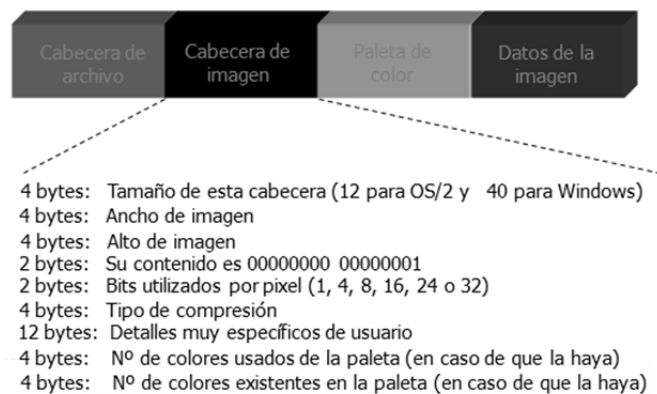 Cabecera de archivo
Cabecera de imagen
Paleta de color
Datos de la imagen
4 bytes: Tamaño de esta cabecera (12 para OS/2 y 40 para Windows)
4 bytes: Ancho de imagen
4 bytes: Alto de imagen
2 bytes: Su contenido es 00000000 00000001
2 bytes: Bits utilizados por pixel (1, 4, 8, 16, 24 o 32)
4 bytes: Tipo de compresión
12 bytes: Detalles muy específicos de usuario
4 bytes: Nº de colores usados de la paleta (en caso de que la haya)
4 bytes: Nº de colores existentes en la paleta (en caso de que la haya)